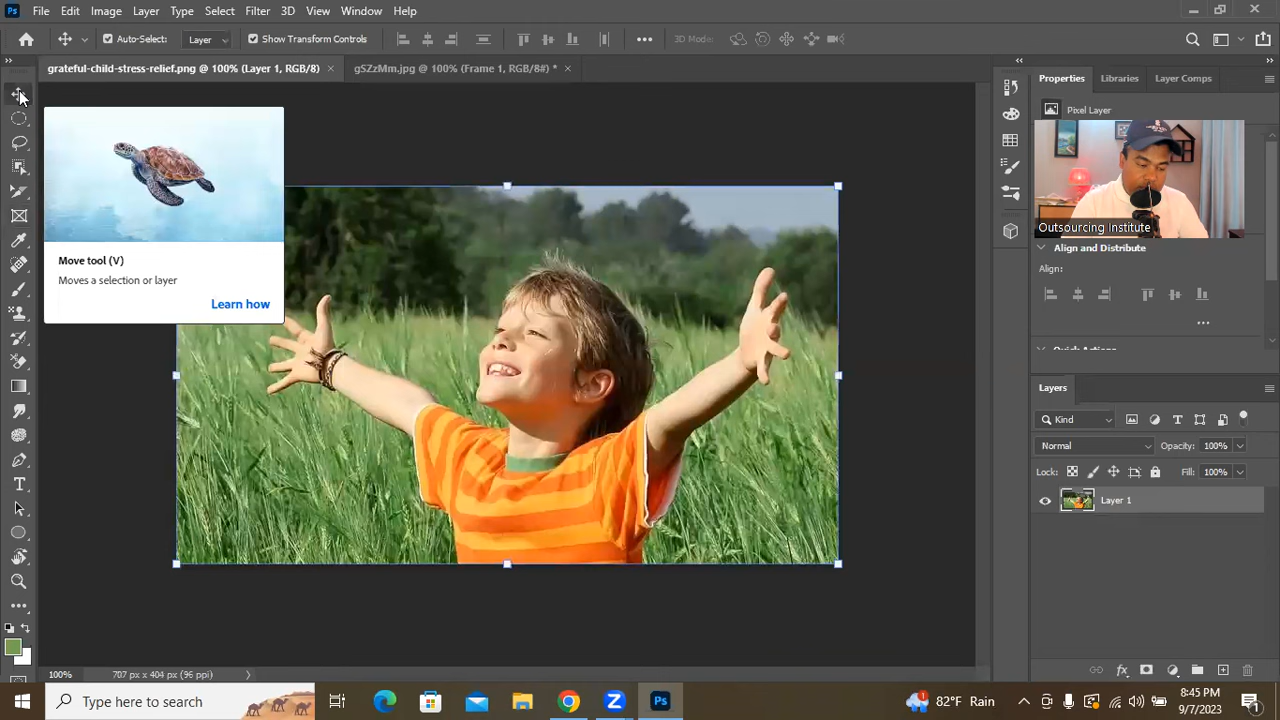 Ps File Edit Image Layer Type Select Filter 3D View Window Help
Auto-Select: Layer Show Transform Controls 3D Mode:
grateful-child-stress-relief.png @ 100% (Layer 1, RGB/8) × gSZzMm.jpg @ 100% (Frame 1, RGB/8#) * ×
Properties Libraries Layer Comps
Pixel Layer
Outsourcing Institute
Move tool (V)
Moves a selection or layer
Learn how
Align and Distribute
Align:
Quick Actions
Layers
Kind
Normal Opacity: 100%
Lock: Fill: 100%
Layer 1
100% 707 px x 404 px (96 ppi)
Type here to search
Ps
82°F Rain
9:45 PM
9/7/2023